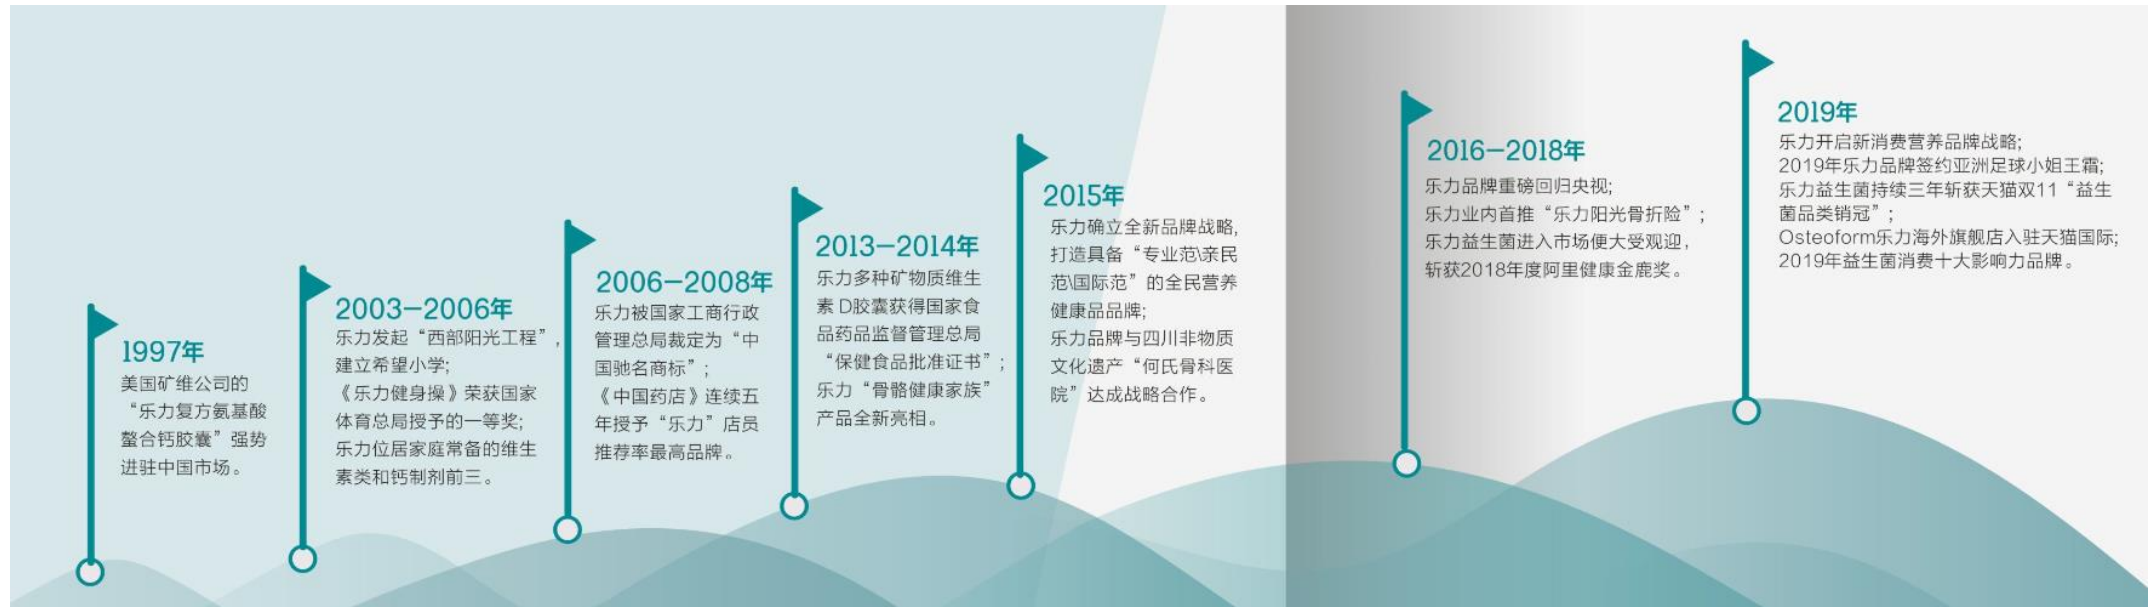 1997年
美国矿维公司的
“乐力复方氨基酸
螯合钙胶囊”强势
进驻中国市场。
2003—2006年
乐力发起“西部阳光工程”,
建立希望小学;
《乐力健身操》荣获国家
体育总局授予的一等奖;
乐力位居家庭常备的维生
素类和钙制剂前三。
2006—2008年
乐力被国家工商行政
管理总局裁定为“中
国驰名商标”;
《中国药店》连续五
年授予“乐力”店员
推荐率最高品牌。
2013—2014年
乐力多种矿物质维生
素 D胶囊获得国家食
品药品监督管理总局
“保健食品批准证书”;
乐力“骨骼健康家族”
产品全新亮相。
2015年
乐力确立全新品牌战略,
打造具备“专业范\亲民
范\国际范”的全民营养
健康品品牌;
乐力品牌与四川非物质
文化遗产“何氏骨科医
院”达成战略合作。
2016—2018年
乐力品牌重磅回归央视;
乐力业内首推“乐力阳光骨折险”;
乐力益生菌进入市场便大受观迎,
斩获2018年度阿里健康金鹿奖。
2019年
乐力开启新消费营养品牌战略;
2019年乐力品牌签约亚洲足球小姐王霜;
乐力益生菌持续三年斩获天猫双11“益生
菌品类销冠”;
Osteoform乐力海外旗舰店入驻天猫国际;
2019年益生菌消费十大影响力品牌。